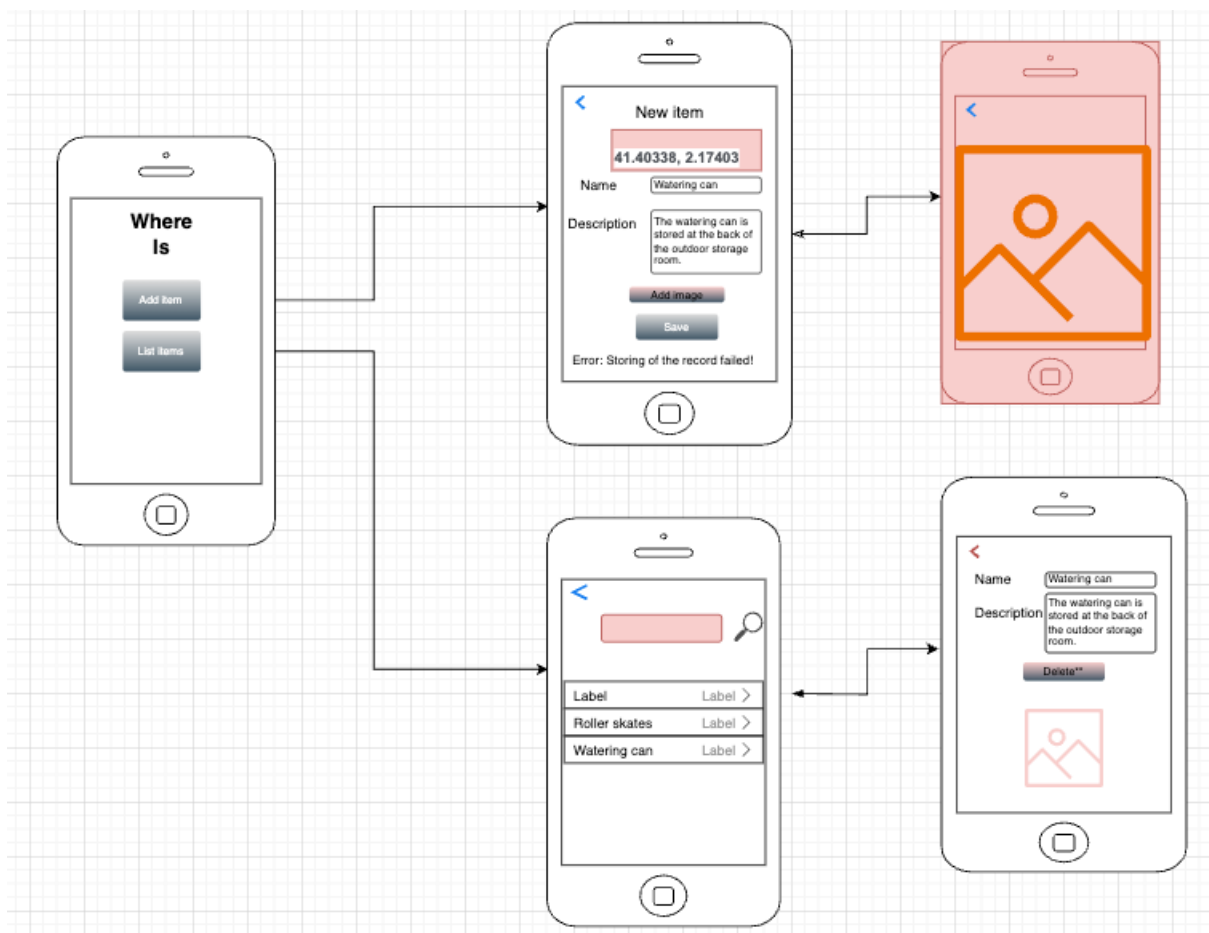 Where
Is
Add item
List items
New item
41.40338, 2.17403
Name
Watering can
Description
The watering can is
stored at the back of
the outdoor storage
room.
Add image
Save
Error: Storing of the record failed!
Label
Label
Roller skates
Label
Watering can
Label
Name
Watering can
Description
The watering can is
stored at the back of
the outdoor storage
room.
Delete**